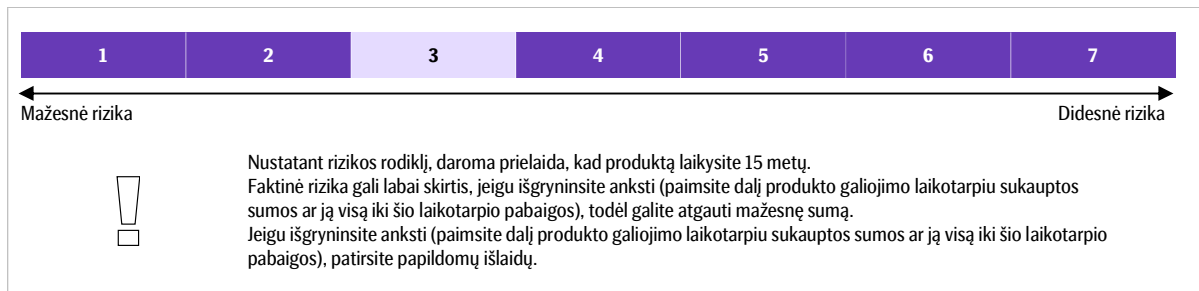 1 2 3 4 5 6 7
Mažesnė rizika Didesnė rizika
Nustatant rizikos rodiklį, daroma prielaida, kad produktą laikysite 15 metų.
Faktinė rizika gali labai skirtis, jeigu išgryninsite anksti (paimsite dalį produkto galiojimo laikotarpiu sukauptos
sumos ar ją visą iki šio laikotarpio pabaigos), todėl galite atgauti mažesnę sumą.
Jeigu išgryninsite anksti (paimsite dalį produkto galiojimo laikotarpiu sukauptos sumos ar ją visą iki šio laikotarpio
pabaigos), patirsite papildomų išlaidų.